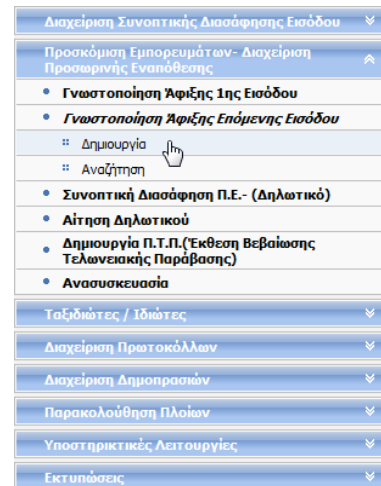 Διαχείριση Συνοπτικής Διασάφησης Εισόδου
Προσκόμιση Εμπορευμάτων- Διαχείριση
Προσωρινής Εναπόθεσης
Γνωστοποίηση Άφιξης 1ης Εισόδου
Γνωστοποίηση Άφιξης Επόμενης Εισόδου
Δημιουργία
Αναζήτηση
Συνοπτική Διασάφηση Π.Ε.- (Δηλωτικό)
Αίτηση Δηλωτικού
Δημιουργία Π.Τ.Π.(Έκθεση Βεβαίωσης
Τελωνειακής Παράβασης)
Ανασυσκευασία
Ταξιδιώτες / Ιδιώτες
Διαχείριση Πρωτοκόλλων
Διαχείριση Δημοπρασιών
Παρακολούθηση Πλοίων
Υποστηρικτικές Λειτουργίες
Εκτυπώσεις